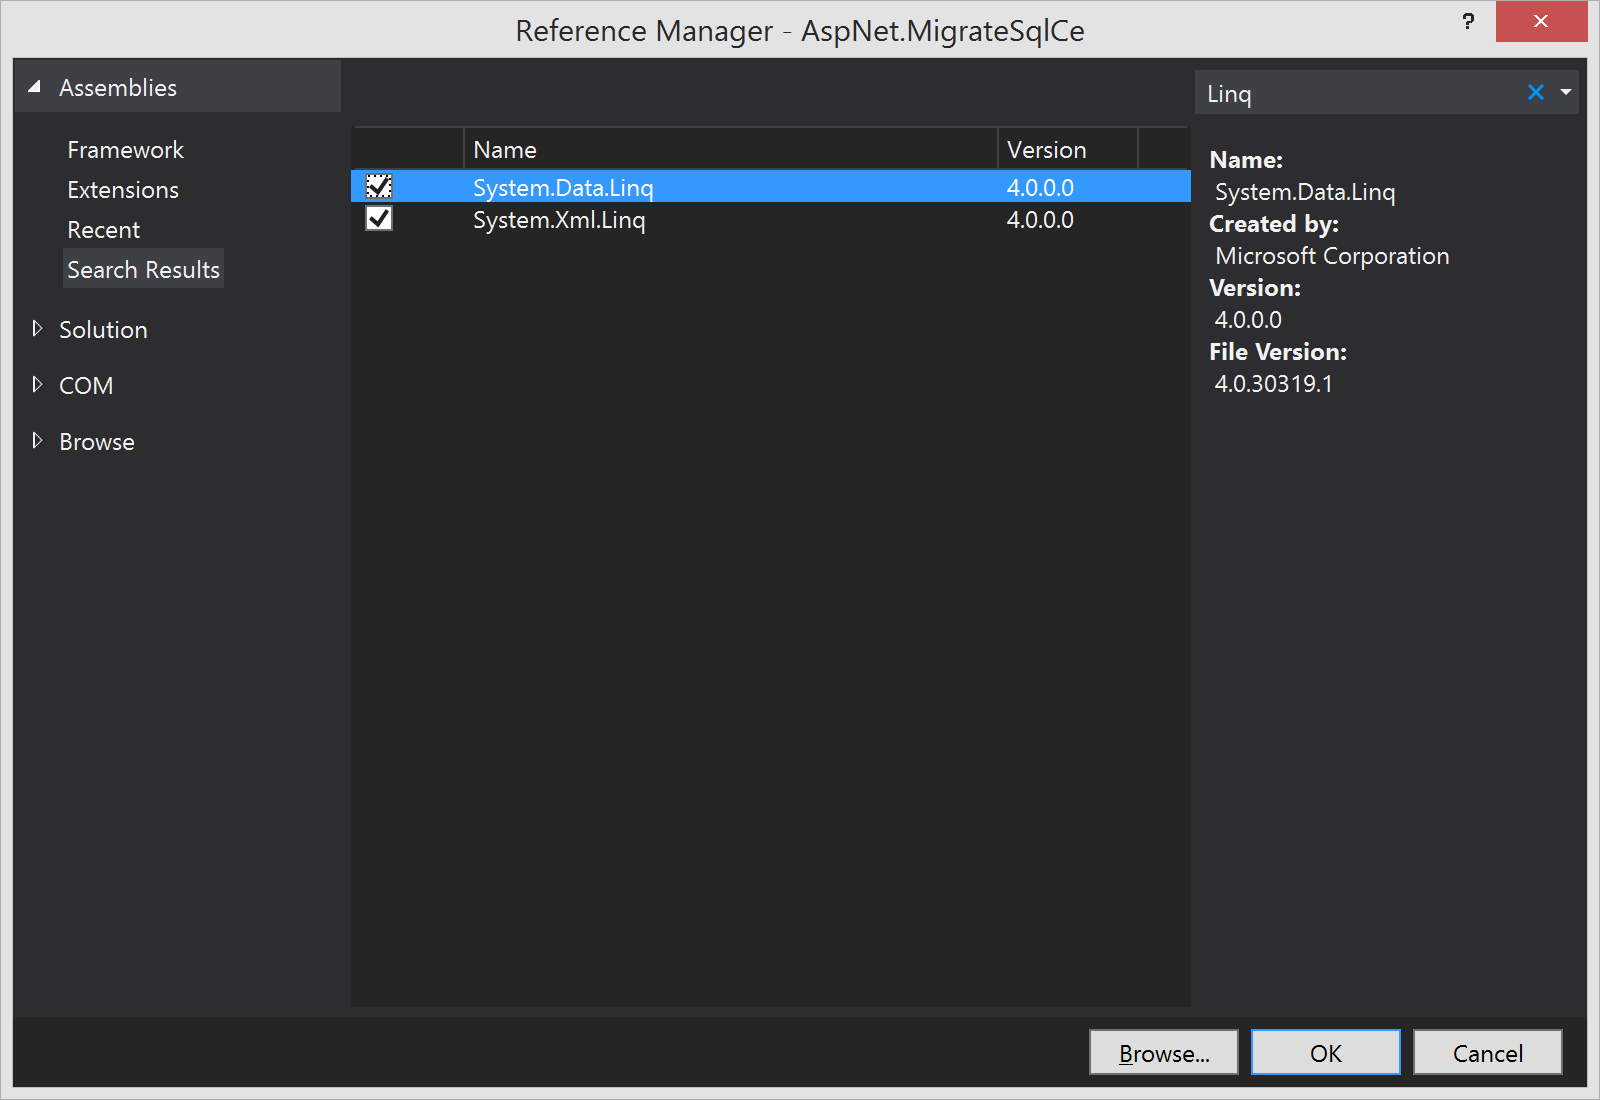 Reference Manager - AspNet.MigrateSqlCe
?
Assemblies
Framework
Extensions
Recent
Search Results
Solution
COM
Browse
Name Version
System.Data.Linq 4.0.0.0
System.Xml.Linq 4.0.0.0
Linq
Name:
System.Data.Linq
Created by:
Microsoft Corporation
Version:
4.0.0.0
File Version:
4.0.30319.1
Browse... OK Cancel